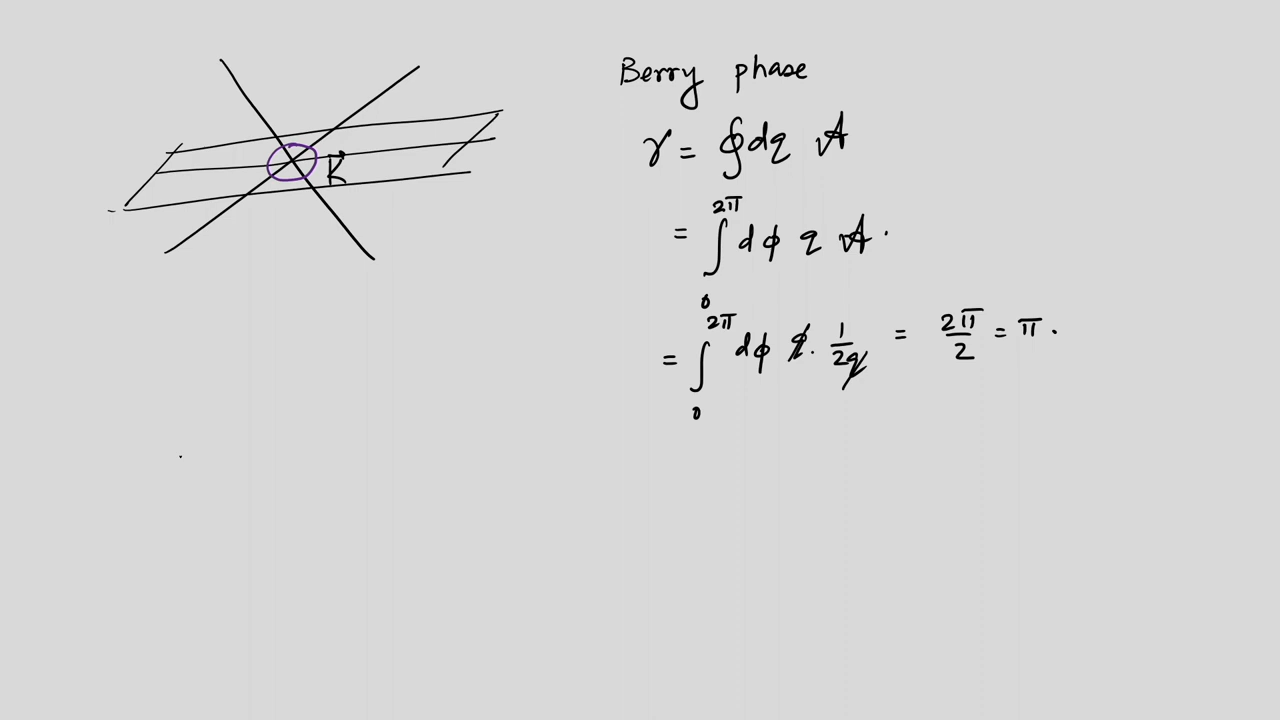 K
Berry phase
γ = ∮ dq 𝒜
= ∫₀^{2π} dϕ q 𝒜.
= ∫₀^{2π} dϕ q. 1/2q = 2π/2 = π.